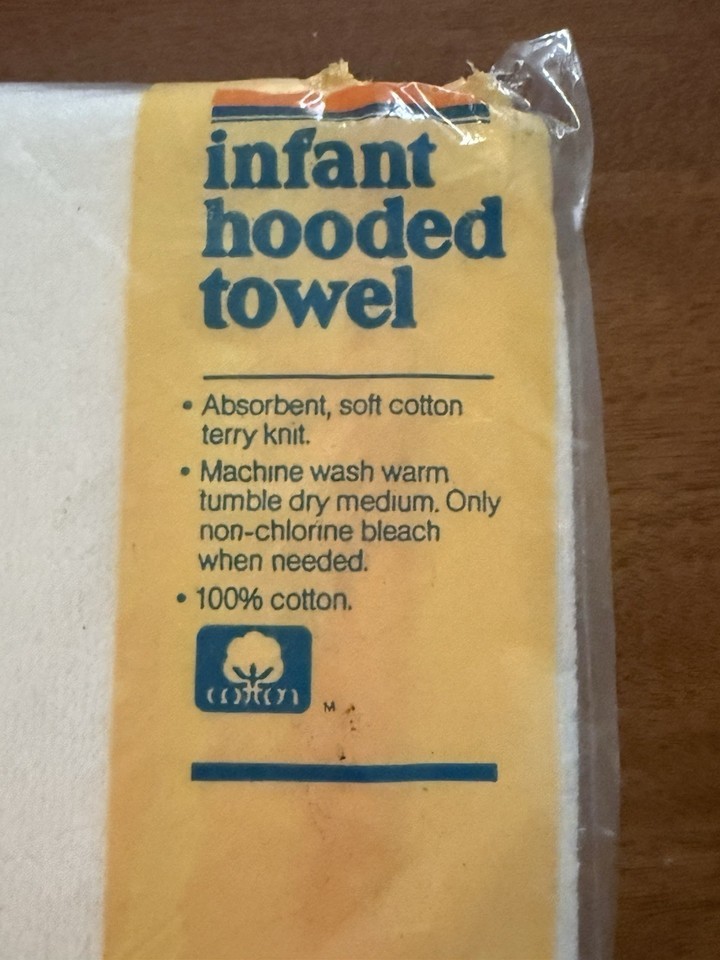 infant
hooded
towel
• Absorbent, soft cotton
terry knit.
• Machine wash warm
tumble dry medium. Only
non-chlorine bleach
when needed.
• 100% cotton.
cotton
M